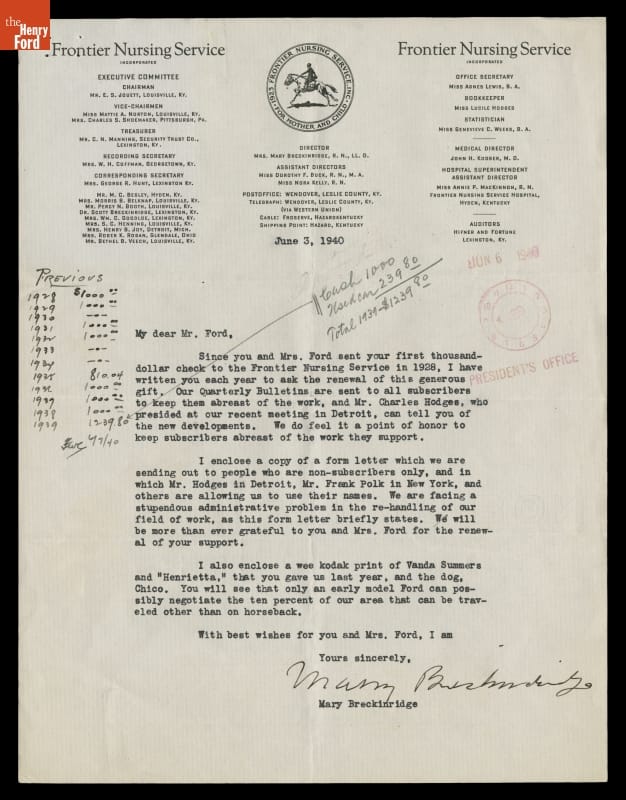 the
Henry
Ford
Frontier Nursing Service
INCORPORATED
EXECUTIVE COMMITTEE
CHAIRMAN
MR. E. S. JOUETT, LOUISVILLE, KY.
VICE-CHAIRMEN
MISS MATTIE A. NORTON, LOUISVILLE, KY.
MRS. CHARLES S. SHOEMAKER, PITTSBURGH, PA.
TREASURER
MR. C. N. MANNING, SECURITY TRUST CO.,
LEXINGTON, KY.
RECORDING SECRETARY
MRS. W. H. COFFMAN, GEORGETOWN, KY.
CORRESPONDING SECRETARY
MRS. GEORGE R. HUNT, LEXINGTON, KY.
MR. M. C. BEGLEY, HYDEN, KY.
MRS. MORRIS B. BELKNAP, LOUISVILLE, KY.
MR. PERCY N. BOOTH, LOUISVILLE, KY.
DR. SCOTT BRECKINRIDGE, LEXINGTON, KY.
MRS. WM. C. GOODLOE, LEXINGTON, KY.
MRS. S. C. HENNING, LOUISVILLE, KY.
MRS. HENRY B. JOY, DETROIT, MICH.
MRS. ROGER K. ROGAN, GLENDALE, OHIO
MR. BETHEL B. VEECH, LOUISVILLE, KY.
1925 FRONTIER NURSING SERVICE, INC.
FOR MOTHER AND CHILD
DIRECTOR
MRS. MARY BRECKINRIDGE, R. N., LL. D.
ASSISTANT DIRECTORS
MISS DOROTHY F. BUCK, R. N., M. A.
MISS NORA KELLY, R. N.
POSTOFFICE: WENDOVER, LESLIE COUNTY, KY.
TELEGRAPH: WENDOVER, LESLIE COUNTY, KY.
(VIA WESTERN UNION)
CABLE: FROSERVE, HAZARDKENTUCKY
SHIPPING POINT: HAZARD, KENTUCKY
Frontier Nursing Service
INCORPORATED
OFFICE SECRETARY
MISS AGNES LEWIS, B. A.
BOOKKEEPER
MISS LUCILE HODGES
STATISTICIAN
MISS GENEVIEVE C. WEEKS, B. A.
MEDICAL DIRECTOR
JOHN H. KOOSER, M. D.
HOSPITAL SUPERINTENDENT
ASSISTANT DIRECTOR
MISS ANNIE P. MACKINNON, S. N.
FRONTIER NURSING SERVICE HOSPITAL,
HYDEN, KENTUCKY
AUDITORS
HIFNER AND FORTUNE
LEXINGTON, KY.
June 3, 1940
JUN 6 1940
PRESIDENT'S OFFICE
Cash 1000
Used car 239 80
Total 1939-$1239 80
PREVIOUS
1928 $1000 00
1929 1000 00
1930 -o-
1931 1000 00
1932 1000 00
1933 -o-
1934 -o-
1935 810.04
1936 1000 00
1937 1000 00
1938 1000 00
1939 1239.80
My dear Mr. Ford,
Since you and Mrs. Ford sent your first thousand-
dollar check to the Frontier Nursing Service in 1928, I have
written you each year to ask the renewal of this generous
gift. Our Quarterly Bulletins are sent to all subscribers
to keep them abreast of the work, and Mr. Charles Hodges, who
presided at our recent meeting in Detroit, can tell you of
the new developments. We do feel it a point of honor to
keep subscribers abreast of the work they support.
I enclose a copy of a form letter which we are
sending out to people who are non-subscribers only, and in
which Mr. Hodges in Detroit, Mr. Frank Polk in New York, and
others are allowing us to use their names. We are facing a
stupendous administrative problem in the re-handling of our
field of work, as this form letter briefly states. We will
be more than ever grateful to you and Mrs. Ford for the renew-
al of your support.
I also enclose a wee kodak print of Vanda Summers
and "Henrietta," that you gave us last year, and the dog,
Chico. You will see that only an early model Ford can pos-
sibly negotiate the ten percent of our area that can be trav-
eled other than on horseback.
With best wishes for you and Mrs. Ford, I am
Yours sincerely,
Mary Breckinridge
Mary Breckinridge